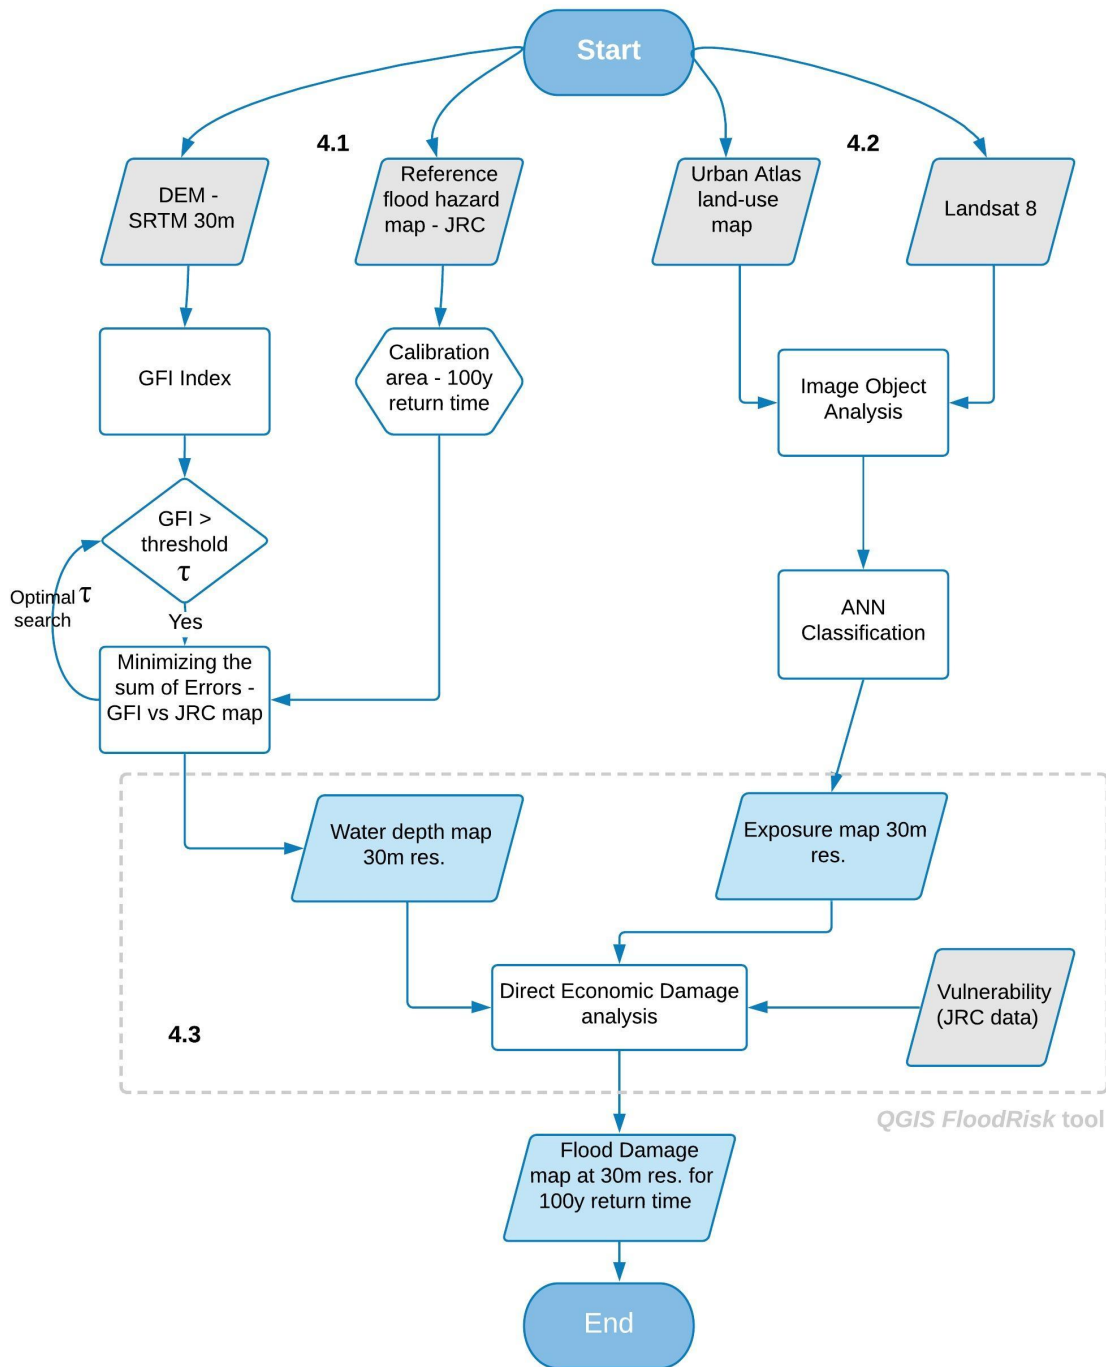 Start
4.1
4.2
DEM -
SRTM 30m
Reference
flood hazard
map - JRC
Urban Atlas
land-use
map
Landsat 8
GFI Index
Calibration
area - 100y
return time
Image Object
Analysis
GFI >
threshold
τ
Optimal τ
search
Yes
ANN
Classification
Minimizing the
sum of Errors -
GFI vs JRC map
Water depth map
30m res.
Exposure map 30m
res.
Direct Economic Damage
analysis
Vulnerability
(JRC data)
4.3
QGIS FloodRisk tool
Flood Damage
map at 30m res. for
100y return time
End